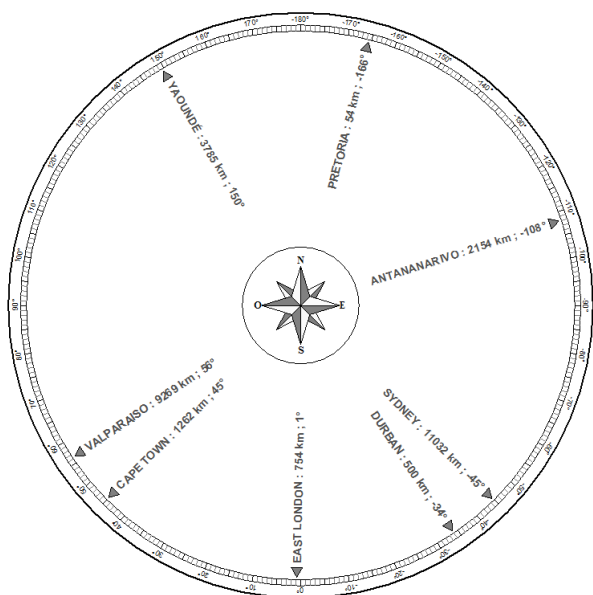 -180°
170°
-170°
160°
-160°
150°
-150°
140°
-140°
130°
-130°
120°
-120°
110°
-110°
100°
-100°
90°
-90°
80°
-80°
70°
-70°
60°
50°
-50°
40°
-40°
30°
-30°
20°
-20°
10°
-10°
0°
YAOUNDÉ : 3785 km ; 150°
PRETORIA : 54 km ; -166°
ANTANANARIVO : 2154 km ; -108°
N
O
E
S
VALPARAISO : 9269 km ; 56°
CAPE TOWN : 1262 km ; 45°
EAST LONDON : 754 km ; 1°
SYDNEY : 11032 km ; -45°
DURBAN : 500 km ; -34°